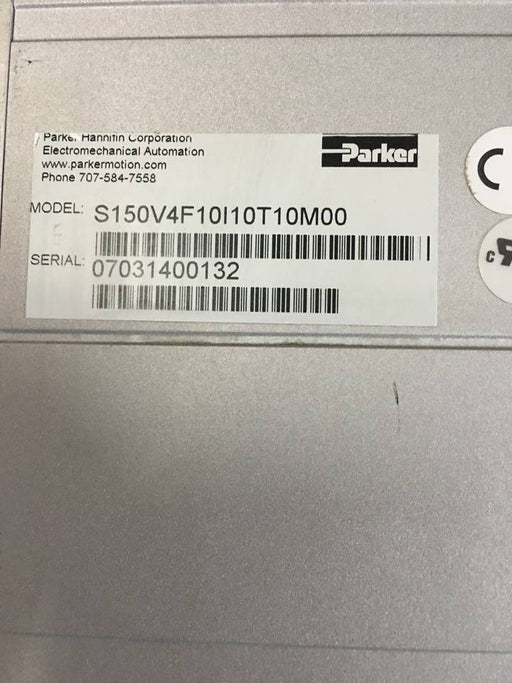 Parker Hannifin Corporation
Electromechanical Automation
www.parkermotion.com
Phone 707-584-7558
Parker
MODEL: S150V4F10I10T10M00
SERIAL: 07031400132
C
c